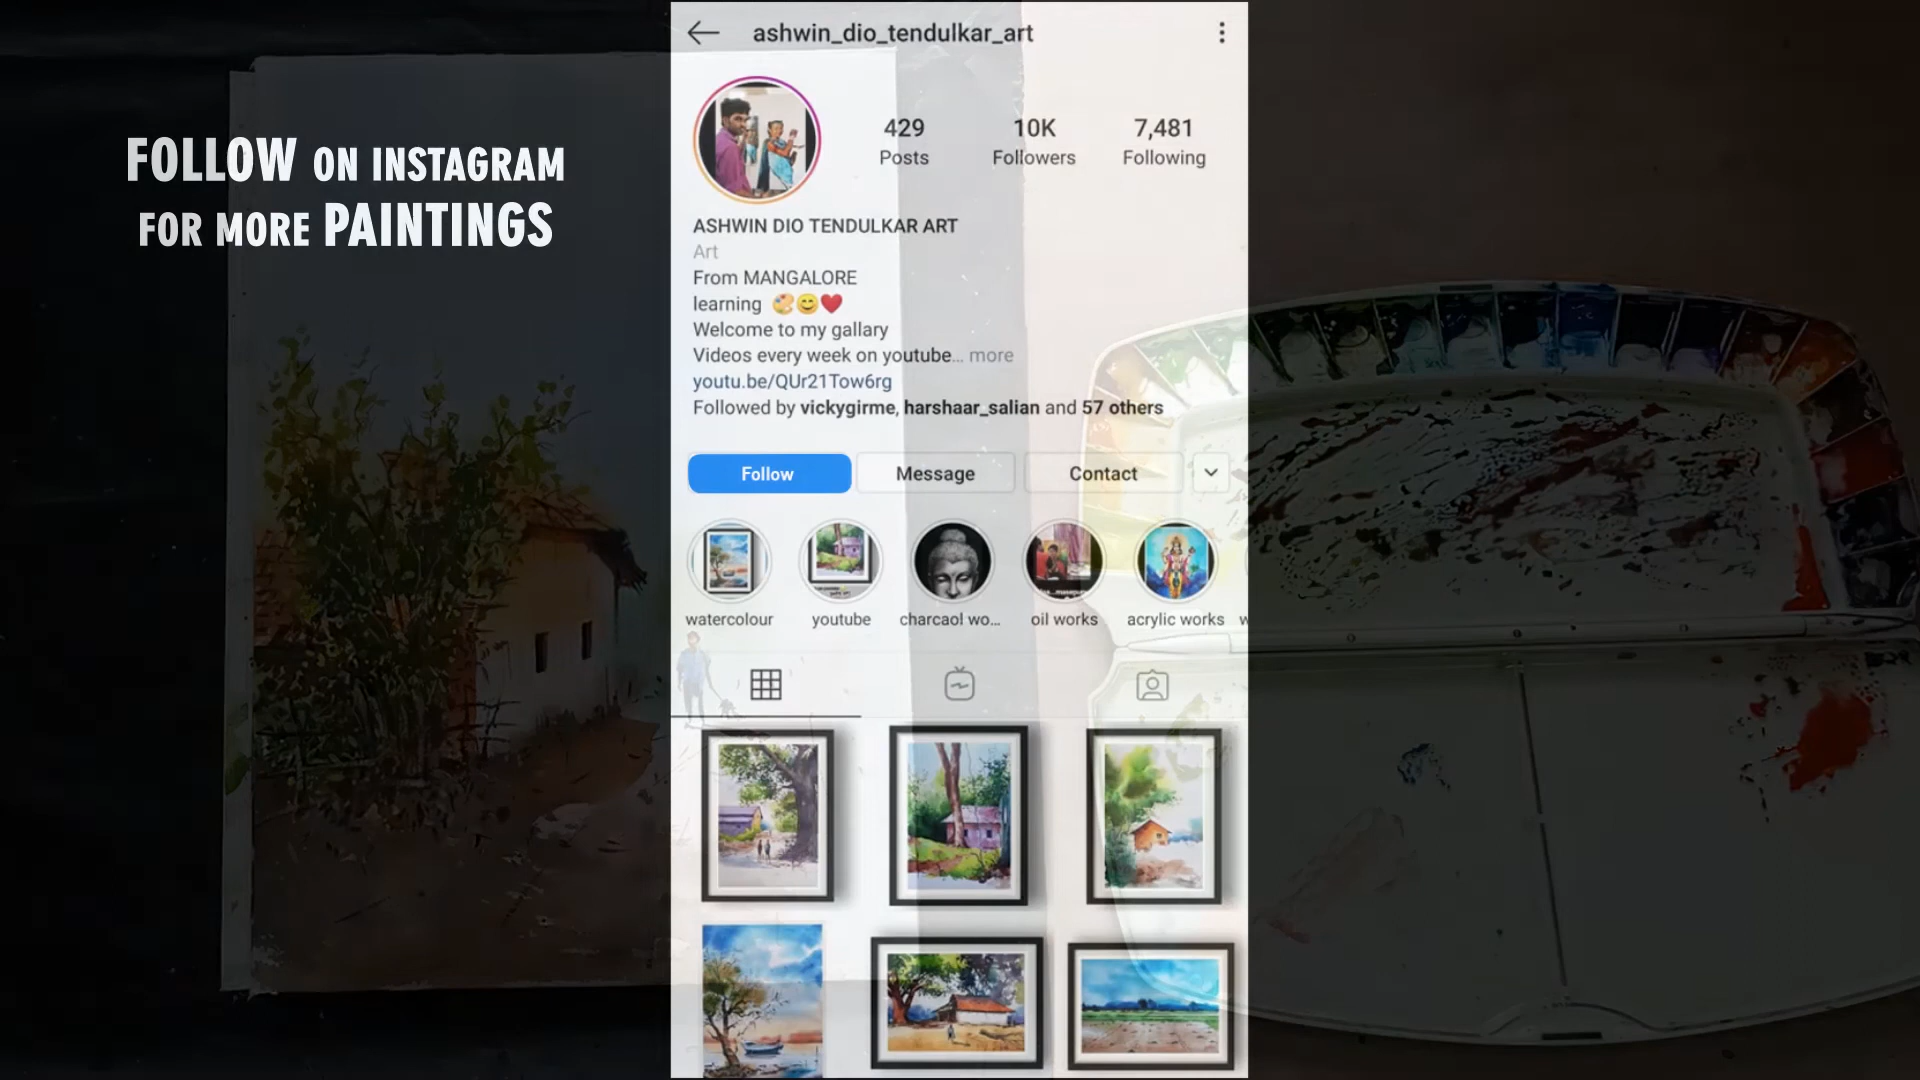 FOLLOW ON INSTAGRAM
FOR MORE PAINTINGS
ashwin_dio_tendulkar_art
429
Posts
10K
Followers
7,481
Following
ASHWIN DIO TENDULKAR ART
Art
From MANGALORE
learning 🎨😊❤️
Welcome to my gallary
Videos every week on youtube... more
youtu.be/QUr21Tow6rg
Followed by vickygirme, harshaar_salian and 57 others
Follow
Message
Contact
watercolour
youtube
charcaol wo...
oil works
acrylic works